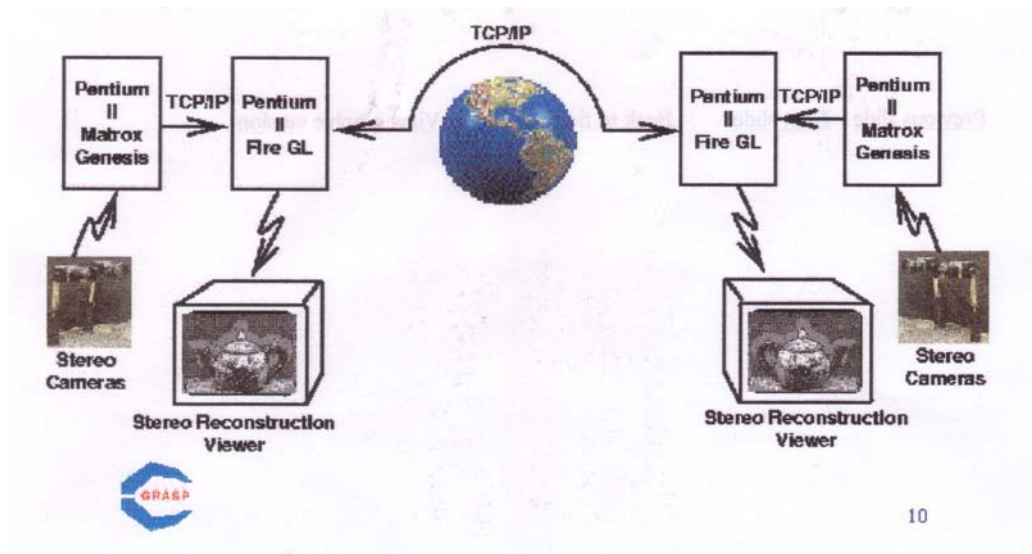 TCP/IP
Pentium
II
Matrox
Genesis
TCP/IP
Pentium
II
Fire GL
Pentium
II
Fire GL
TCP/IP
Pentium
II
Matrox
Genesis
Stereo
Cameras
Stereo Reconstruction
Viewer
Stereo Reconstruction
Viewer
Stereo
Cameras
GRASP
10